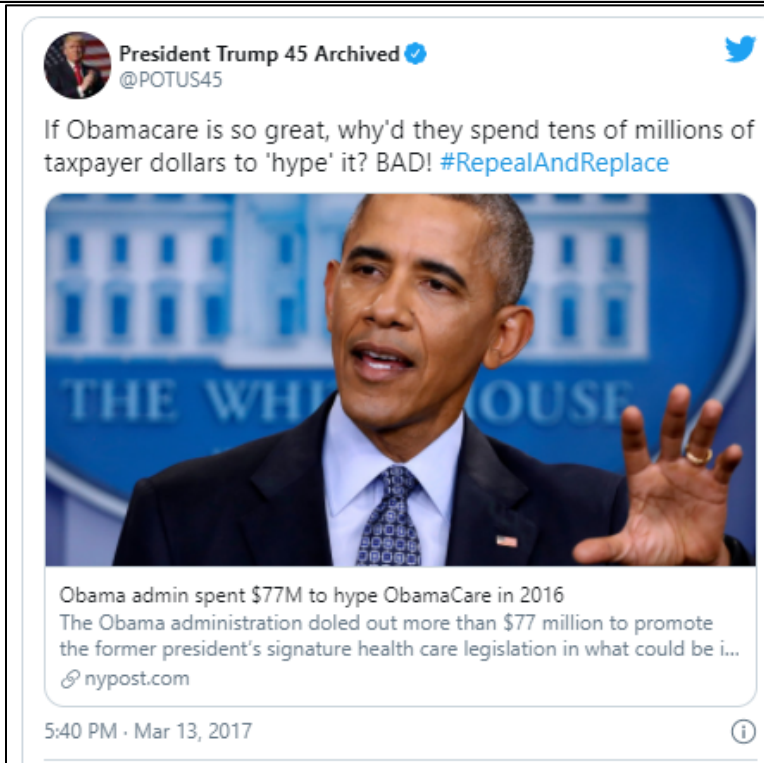 President Trump 45 Archived
@POTUS45
If Obamacare is so great, why'd they spend tens of millions of
taxpayer dollars to 'hype' it? BAD! #RepealAndReplace
THE WHI OUSE
Obama admin spent $77M to hype ObamaCare in 2016
The Obama administration doled out more than $77 million to promote
the former president's signature health care legislation in what could be i...
nypost.com
5:40 PM · Mar 13, 2017